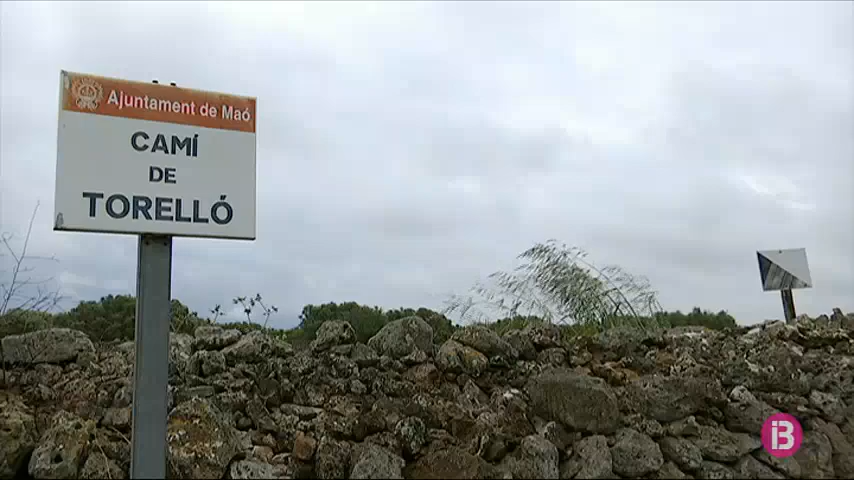 Ajuntament de Maó
CAMÍ
DE
TORELLÓ
IB